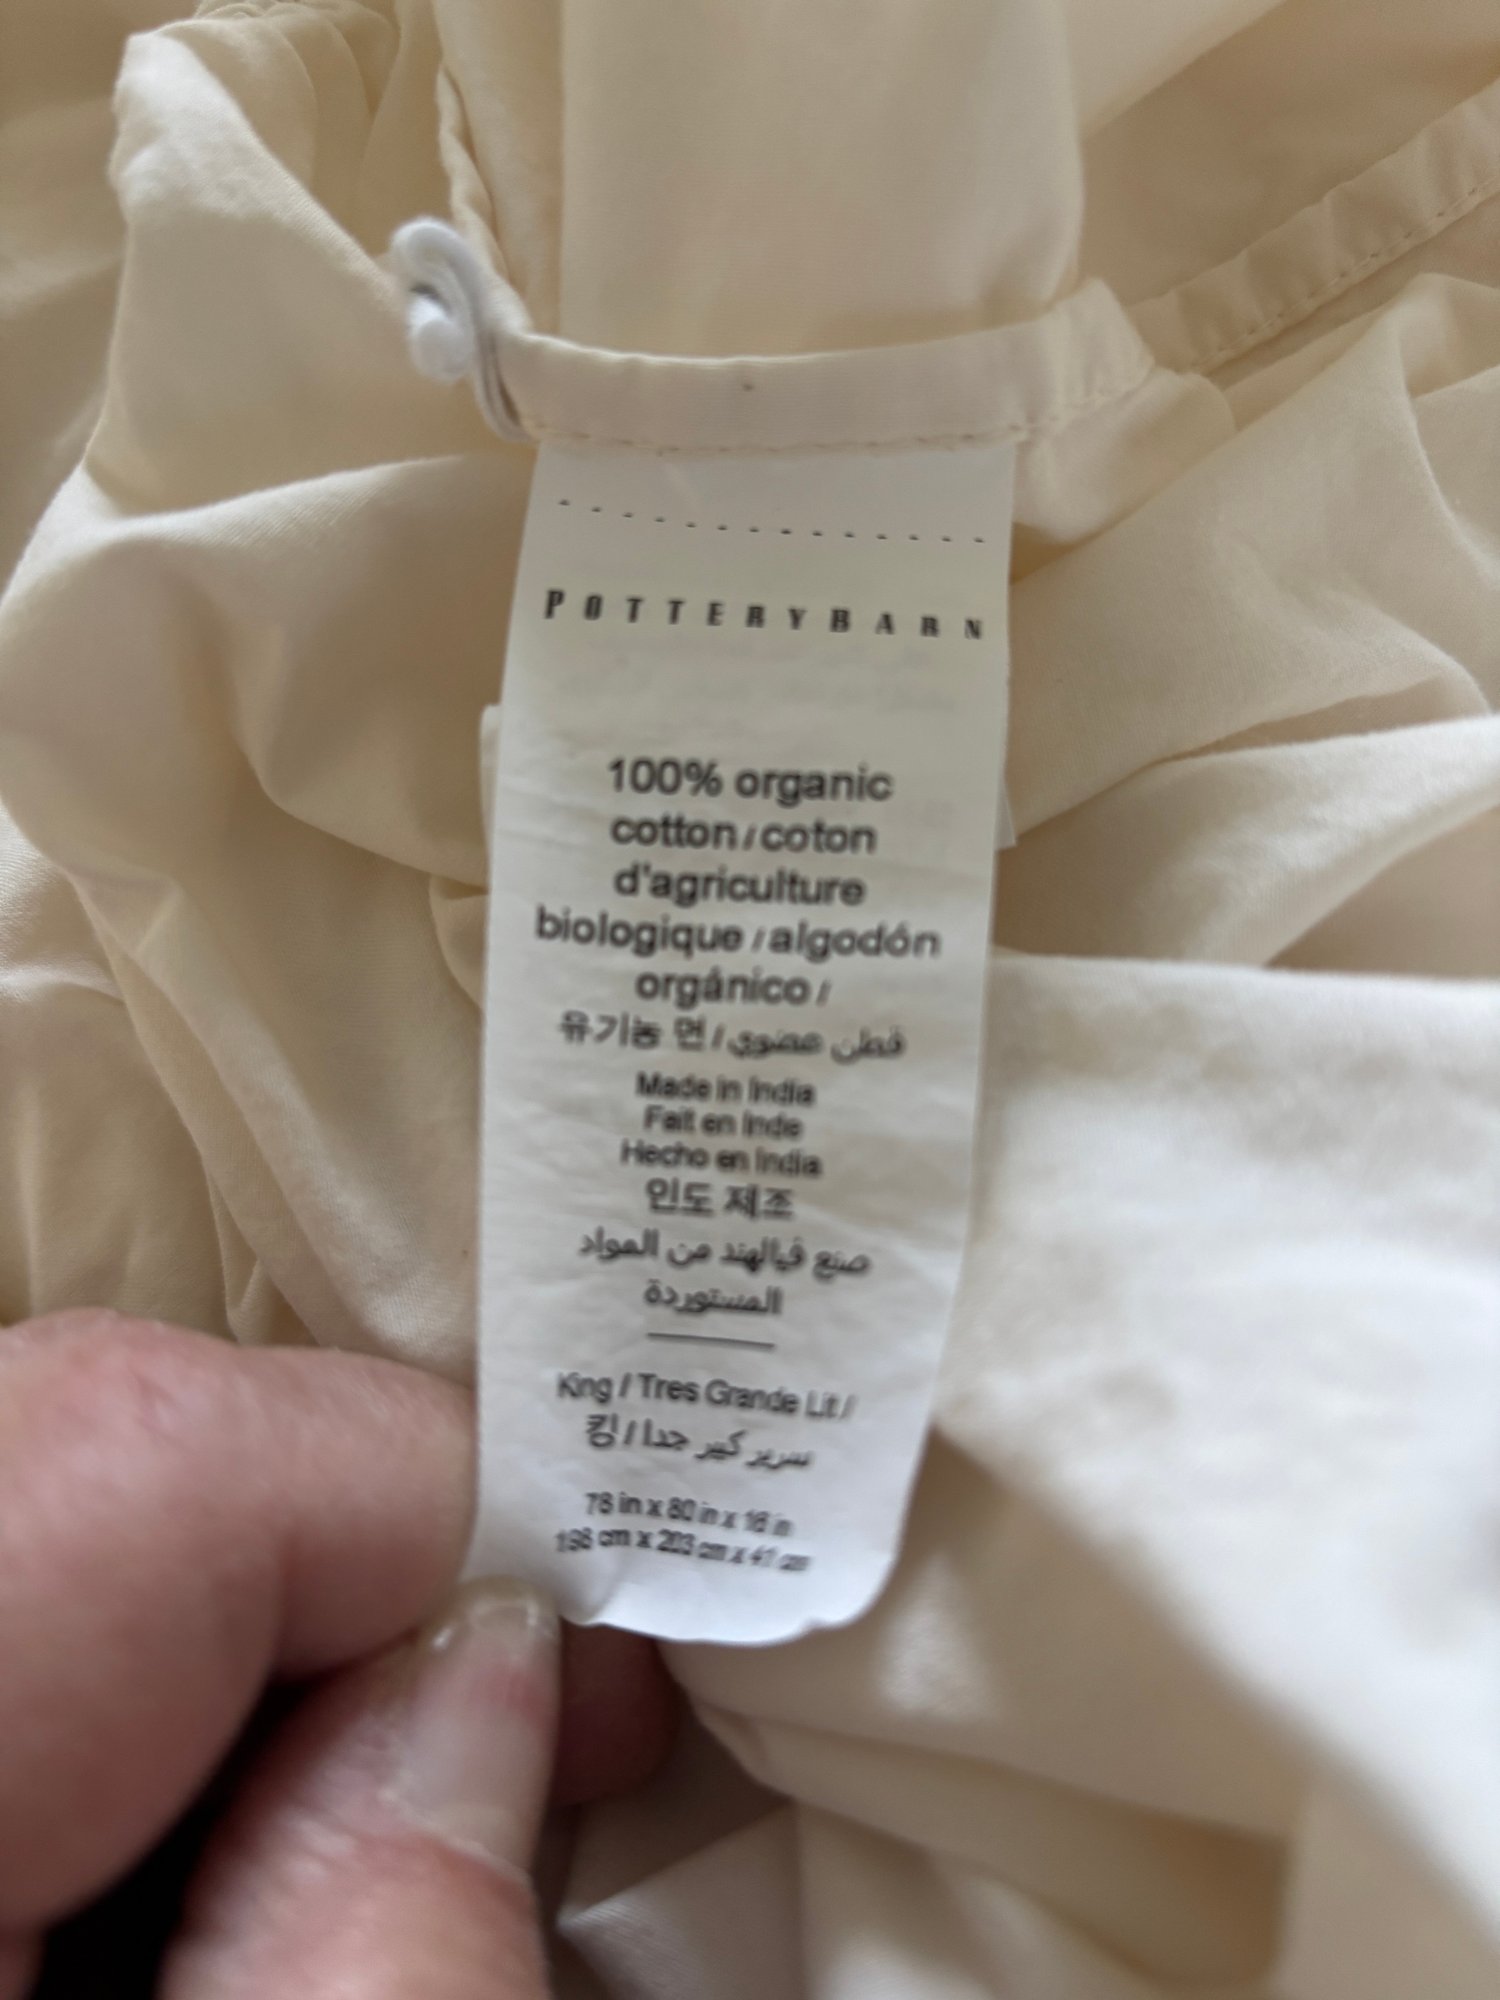 POTTERYBARN
100% organic
cotton / coton
d'agriculture
biologique / algodón
orgánico /
유기농 면 / قطن عضوي
Made in India
Fait en Inde
Hecho en India
인도 제조
صنع فيالهند من المواد
المستوردة
King / Tres Grande Lit /
킹 / سرير كبير جدا
78 in x 80 in x 16 in
198 cm x 203 cm x 41 cm